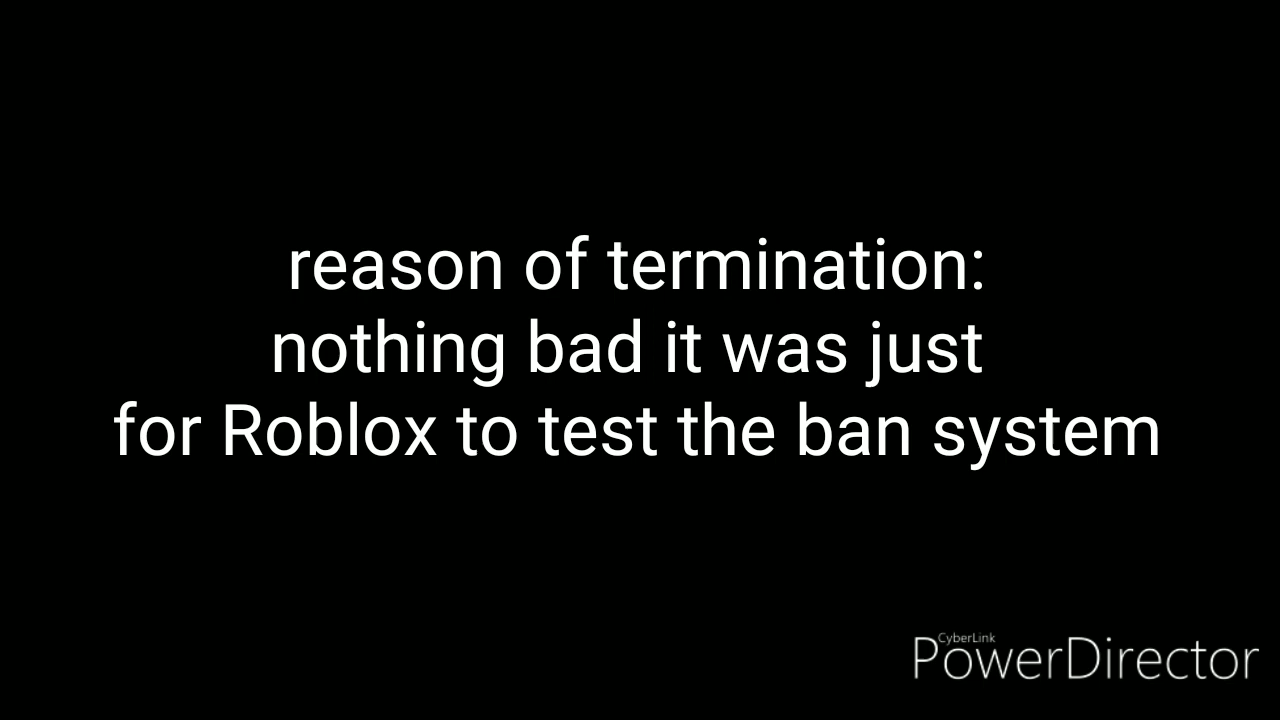 reason of termination:
nothing bad it was just
for Roblox to test the ban system
CyberLink
PowerDirector